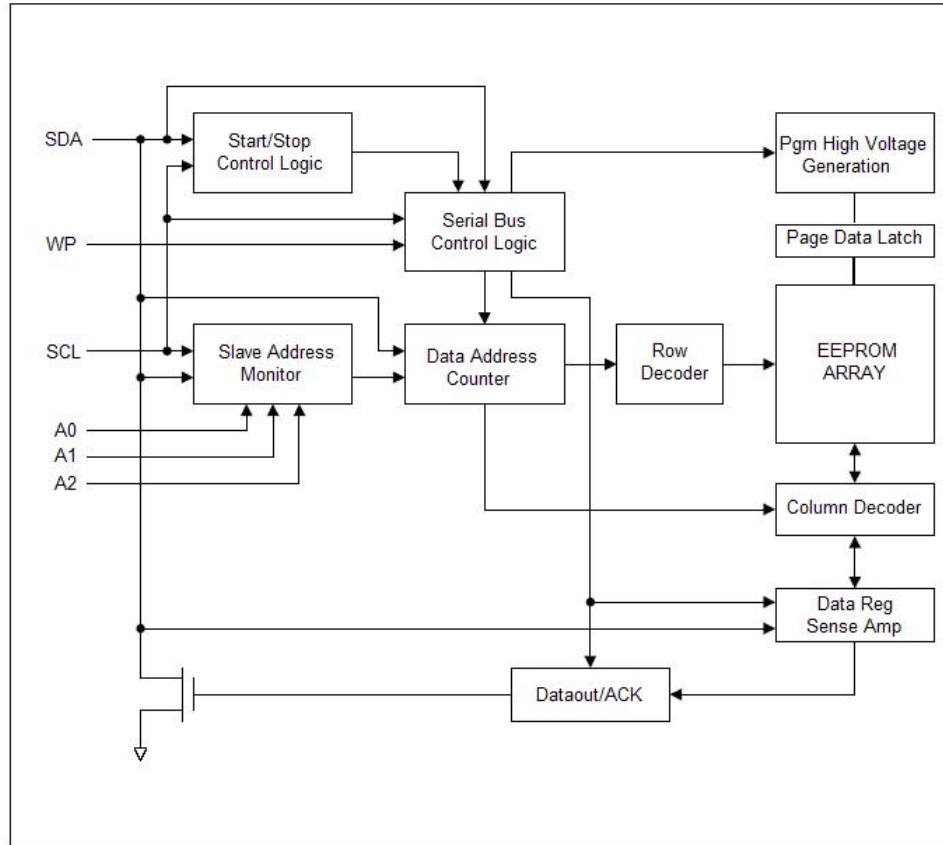 SDA
Start/Stop
Control Logic
Pgm High Voltage
Generation
WP
Serial Bus
Control Logic
Page Data Latch
SCL
Slave Address
Monitor
Data Address
Counter
Row
Decoder
EEPROM
ARRAY
A0
A1
A2
Column Decoder
Data Reg
Sense Amp
Dataout/ACK